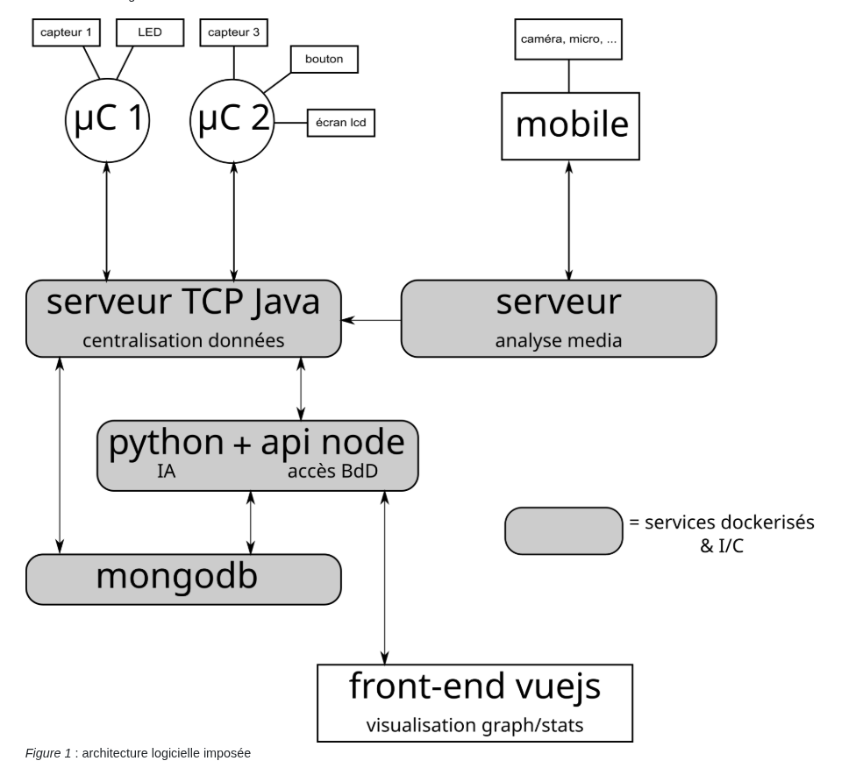 capteur 1
LED
capteur 3
caméra, micro, ...
bouton
µC 1
µC 2
écran lcd
mobile
serveur TCP Java
centralisation données
serveur
analyse media
python + api node
IA
accès BdD
= services dockerisés
& I/C
mongodb
front-end vuejs
visualisation graph/stats
Figure 1 : architecture logicielle imposée